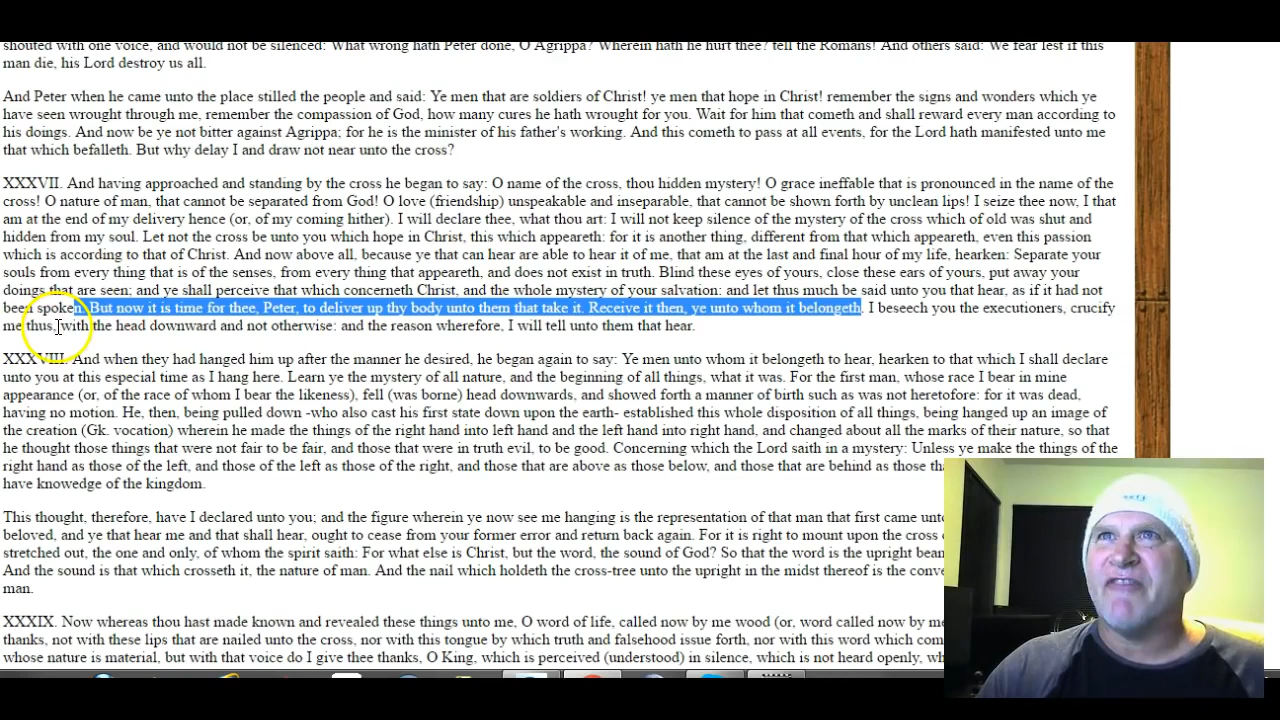 shouted with one voice, and would not be silenced: What wrong hath Peter done, O Agrippa? Wherein hath he hurt thee? tell the Romans! And others said: We fear lest if this
man die, his Lord destroy us all.
And Peter when he came unto the place stilled the people and said: Ye men that are soldiers of Christ! ye men that hope in Christ! remember the signs and wonders which ye
have seen wrought through me, remember the compassion of God, how many cures he hath wrought for you. Wait for him that cometh and shall reward every man according to
his doings. And now be ye not bitter against Agrippa; for he is the minister of his father's working. And this cometh to pass at all events, for the Lord hath manifested unto me
that which befalleth. But why delay I and draw not near unto the cross?
XXXVII. And having approached and standing by the cross he began to say: O name of the cross, thou hidden mystery! O grace ineffable that is pronounced in the name of the
cross! O nature of man, that cannot be separated from God! O love (friendship) unspeakable and inseparable, that cannot be shown forth by unclean lips! I seize thee now, I that
am at the end of my delivery hence (or, of my coming hither). I will declare thee, what thou art: I will not keep silence of the mystery of the cross which of old was shut and
hidden from my soul. Let not the cross be unto you which hope in Christ, this which appeareth: for it is another thing, different from that which appeareth, even this passion
which is according to that of Christ. And now above all, because ye that can hear are able to hear it of me, that am at the last and final hour of my life, hearken: Separate your
souls from every thing that is of the senses, from every thing that appeareth, and does not exist in truth. Blind these eyes of yours, close these ears of yours, put away your
doings that are seen; and ye shall perceive that which concerneth Christ, and the whole mystery of your salvation: and let thus much be said unto you that hear, as if it had not
been spoken. But now it is time for thee, Peter, to deliver up thy body unto them that take it. Receive it then, ye unto whom it belongeth. I beseech you the executioners, crucify
me thus, with the head downward and not otherwise: and the reason wherefore, I will tell unto them that hear.
XXXVIII. And when they had hanged him up after the manner he desired, he began again to say: Ye men unto whom it belongeth to hear, hearken to that which I shall declare
unto you at this especial time as I hang here. Learn ye the mystery of all nature, and the beginning of all things, what it was. For the first man, whose race I bear in mine
appearance (or, of the race of whom I bear the likeness), fell (was borne) head downwards, and showed forth a manner of birth such as was not heretofore: for it was dead,
having no motion. He, then, being pulled down -who also cast his first state down upon the earth- established this whole disposition of all things, being hanged up an image of
the creation (Gk. vocation) wherein he made the things of the right hand into left hand and the left hand into right hand, and changed about all the marks of their nature, so that
he thought those things that were not fair to be fair, and those that were in truth evil, to be good. Concerning which the Lord saith in a mystery: Unless ye make the things of the
right hand as those of the left, and those of the left as those of the right, and those that are above as those below, and those that are behind as those
have knowedge of the kingdom.
This thought, therefore, have I declared unto you; and the figure wherein ye now see me hanging is the representation of that man that first came
beloved, and ye that hear me and that shall hear, ought to cease from your former error and return back again. For it is right to mount upon the cross
stretched out, the one and only, of whom the spirit saith: For what else is Christ, but the word, the sound of God? So that the word is the upright
And the sound is that which crosseth it, the nature of man. And the nail which holdeth the cross-tree unto the upright in the midst thereof is the
man.
XXXIX. Now whereas thou hast made known and revealed these things unto me, O word of life, called now by me wood (or, word called now by
thanks, not with these lips that are nailed unto the cross, nor with this tongue by which truth and falsehood issue forth, nor with this word which
whose nature is material, but with that voice do I give thee thanks, O King, which is perceived (understood) in silence, which is not heard openly,